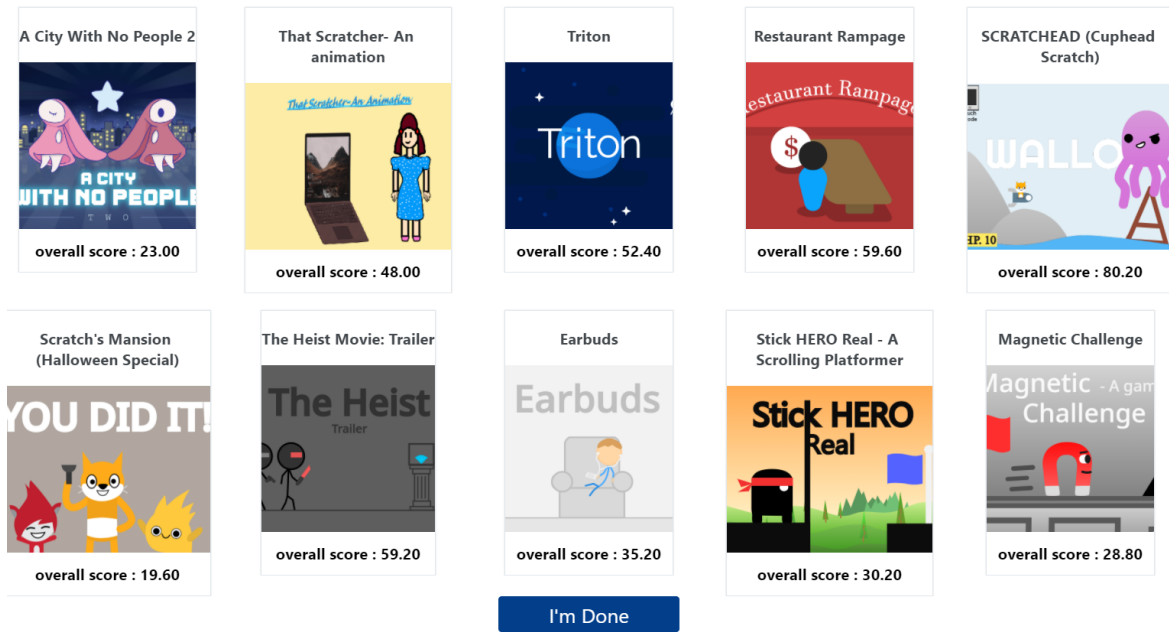 A City With No People 2
A CITY
WITH NO PEOPLE
TWO
overall score : 23.00
That Scratcher- An
animation
That Scratcher-An Animation
overall score : 48.00
Triton
Triton
overall score : 52.40
Restaurant Rampage
estaurant Rampage
$
overall score : 59.60
SCRATCHEAD (Cuphead
Scratch)
WALLO
HP. 10
overall score : 80.20
Scratch's Mansion
(Halloween Special)
YOU DID IT!
overall score : 19.60
The Heist Movie: Trailer
The Heist
Trailer
overall score : 59.20
Earbuds
Earbuds
overall score : 35.20
Stick HERO Real - A
Scrolling Platformer
Stick HERO
Real
overall score : 30.20
Magnetic Challenge
Magnetic - A gam
Challenge
overall score : 28.80
I'm Done